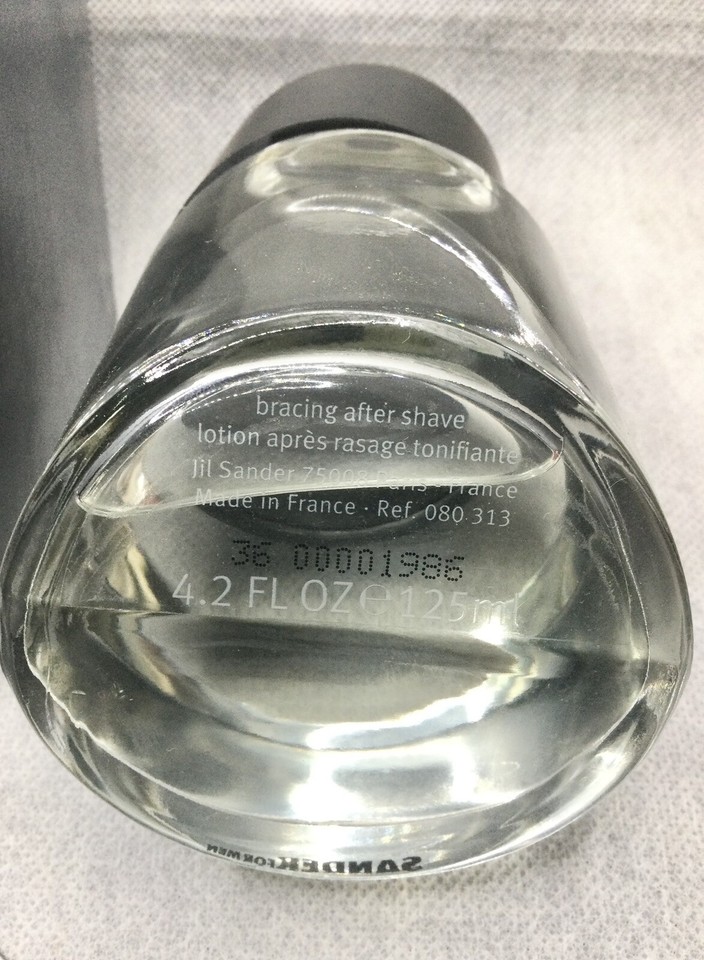 bracing after shave
lotion après rasage tonifiante
Jil Sander 75008 Paris · France
Made in France · Ref. 080.313
36 00001986
4.2 FL OZ ℮ 125ml
SANDER FOR MEN